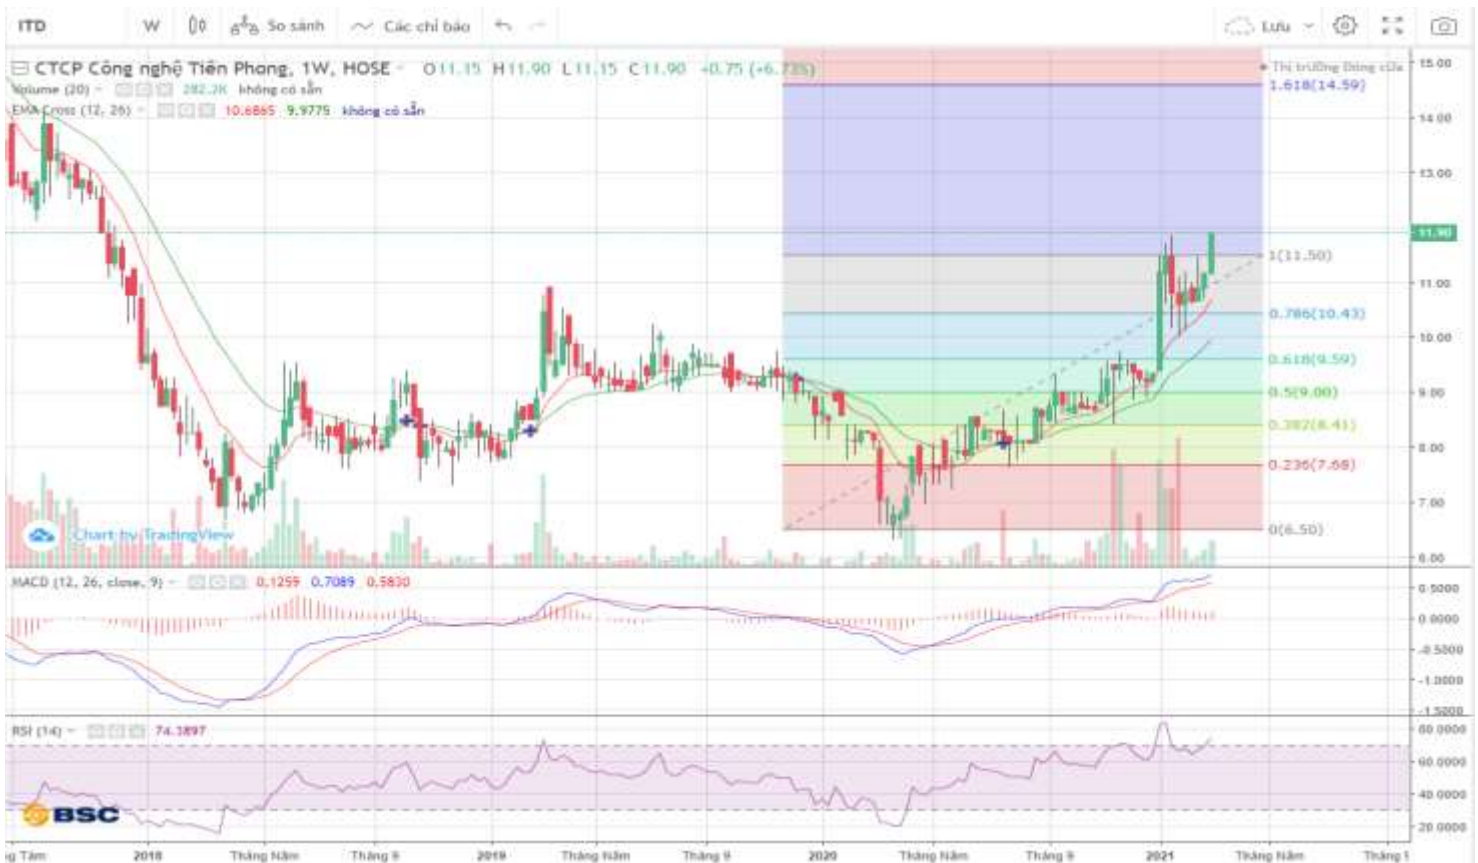 ITD W So sánh Các chỉ báo Lưu
CTCP Công nghệ Tiên Phong, 1W, HOSE O11.15 H11.90 L11.15 C11.90 +0.75 (+6.73%)
Thị trường Đóng cửa
Volume (20) 282.2K không có sẵn
EMA Cross (12, 26) 10.6865 9.9775 không có sẵn
1.618(14.59)
1(11.50)
0.786(10.43)
0.618(9.59)
0.5(9.00)
0.382(8.41)
0.236(7.68)
0(6.50)
15.00
14.00
13.00
11.90
11.00
10.00
9.00
8.00
7.00
6.00
Chart by TradingView
MACD (12, 26, close, 9) 0.1259 0.7089 0.5830
0.5000
0.0000
-0.5000
-1.0000
-1.5000
RSI (14) 74.3897
80.0000
60.0000
40.0000
20.0000
BSC
g Tám 2018 Tháng Năm Tháng 9 2019 Tháng Năm Tháng 9 2020 Tháng Năm Tháng 9 2021 Tháng Năm